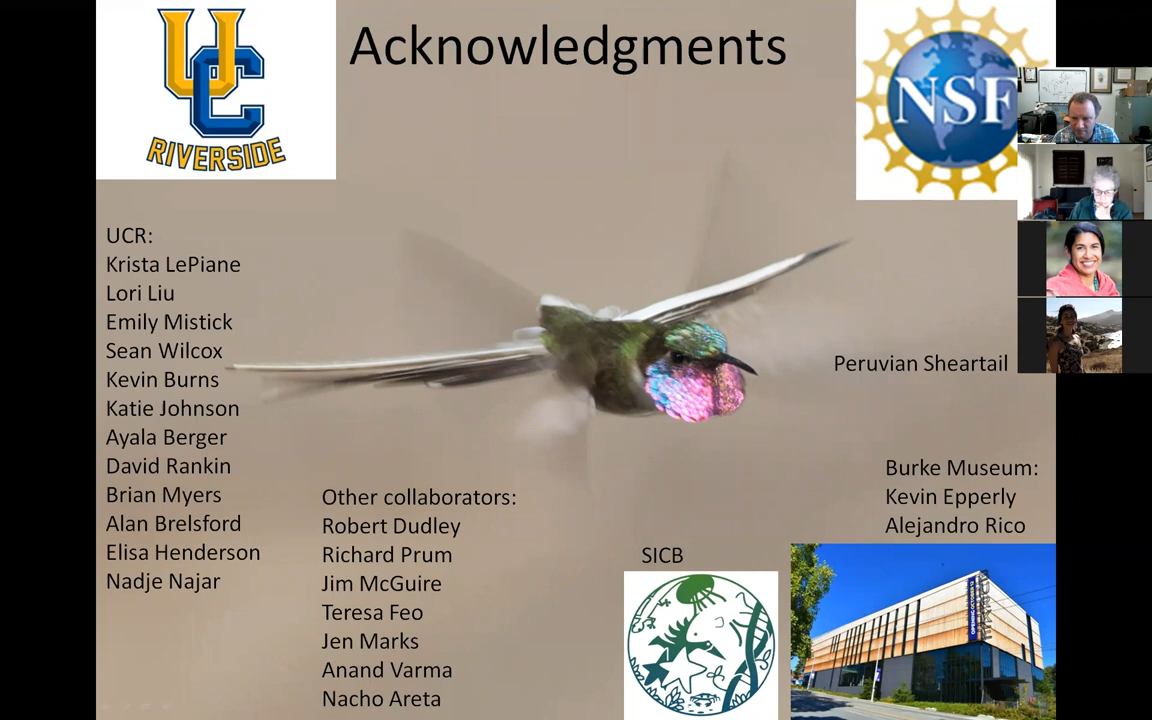 UC
RIVERSIDE
Acknowledgments
NSF
UCR:
Krista LePiane
Lori Liu
Emily Mistick
Sean Wilcox
Kevin Burns
Katie Johnson
Ayala Berger
David Rankin
Brian Myers
Alan Brelsford
Elisa Henderson
Nadje Najar
Other collaborators:
Robert Dudley
Richard Prum
Jim McGuire
Teresa Feo
Jen Marks
Anand Varma
Nacho Areta
Peruvian Sheartail
Burke Museum:
Kevin Epperly
Alejandro Rico
SICB